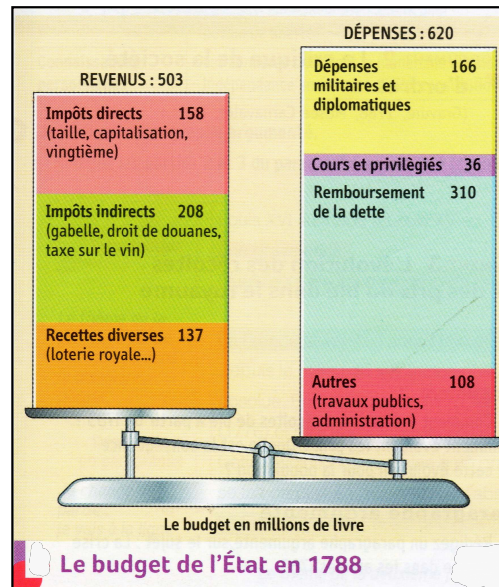 DÉPENSES : 620
Dépenses 166
militaires et
diplomatiques
Cours et privilègiés 36
Remboursement 310
de la dette
Autres 108
(travaux publics,
administration)
REVENUS : 503
Impôts directs 158
(taille, capitalisation,
vingtième)
Impôts indirects 208
(gabelle, droit de douanes,
taxe sur le vin)
Recettes diverses 137
(loterie royale...)
Le budget en millions de livre
Le budget de l'État en 1788